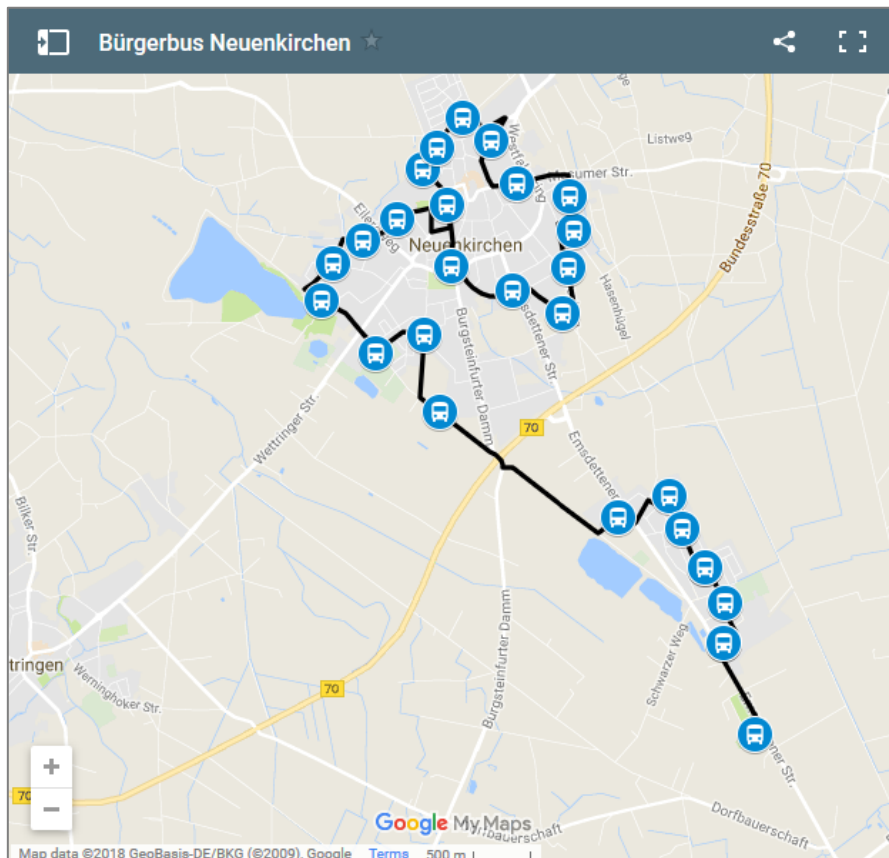 Bürgerbus Neuenkirchen
Listweg
Mesumer Str.
Bundesstraße 70
Neuenkirchen
Hasenhügel
Burgsteinfurter Damm
Wettringer Str.
70
Emsdettener
Bilker Str.
tringen
Werninghoker Str.
Burgsteinfurter Damm
Schwarzer Weg
70
+
−
70
Google My Maps
Dorfbauerschaft
Map data ©2018 GeoBasis-DE/BKG (©2009), Google Terms 500 m